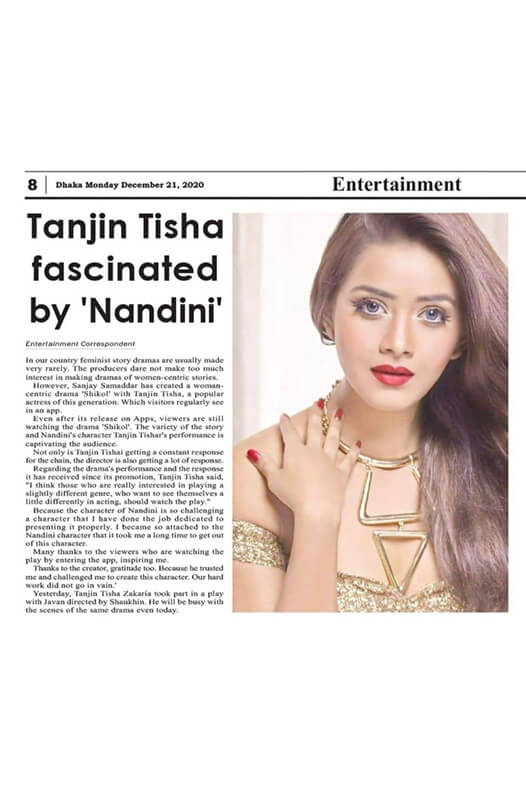 8 Dhaka Monday December 21, 2020 Entertainment
Tanjin Tisha
fascinated
by 'Nandini'
Entertainment Correspondent
In our country feminist story dramas are usually made
very rarely. The producers dare not make too much
interest in making dramas of women-centric stories.
However, Sanjay Samaddar has created a woman-
centric drama 'Shikol' with Tanjin Tisha, a popular
actress of this generation. Which visitors regularly see
in an app.
Even after its release on Apps, viewers are still
watching the drama 'Shikol'. The variety of the
story and Nandini's character Tanjin Tishar's performance is
captivating the audience.
Not only is Tanjin Tishai getting a constant response
for the chain, the director is also getting a lot of response.
Regarding the drama's performance and the response
it has received since its promotion, Tanjin Tisha said,
"I think those who are really interested in playing a
slightly different genre, who want to see themselves a
little differently in acting, should watch the play."
Because the character of Nandini is so challenging
a character that I have done the job dedicated to
presenting it properly. I became so attached to the
Nandini character that it took me a long time to get out
of this character.
Many thanks to the viewers who are watching the
play by entering the app, inspiring me.
Thanks to the creator, gratitude too. Because he trusted
me and challenged me to create this character. Our hard
work did not go in vain.'
Yesterday, Tanjin Tisha Zakaria took part in a play
with Javan directed by Shaukhin. He will be busy with
the scenes of the same drama even today.